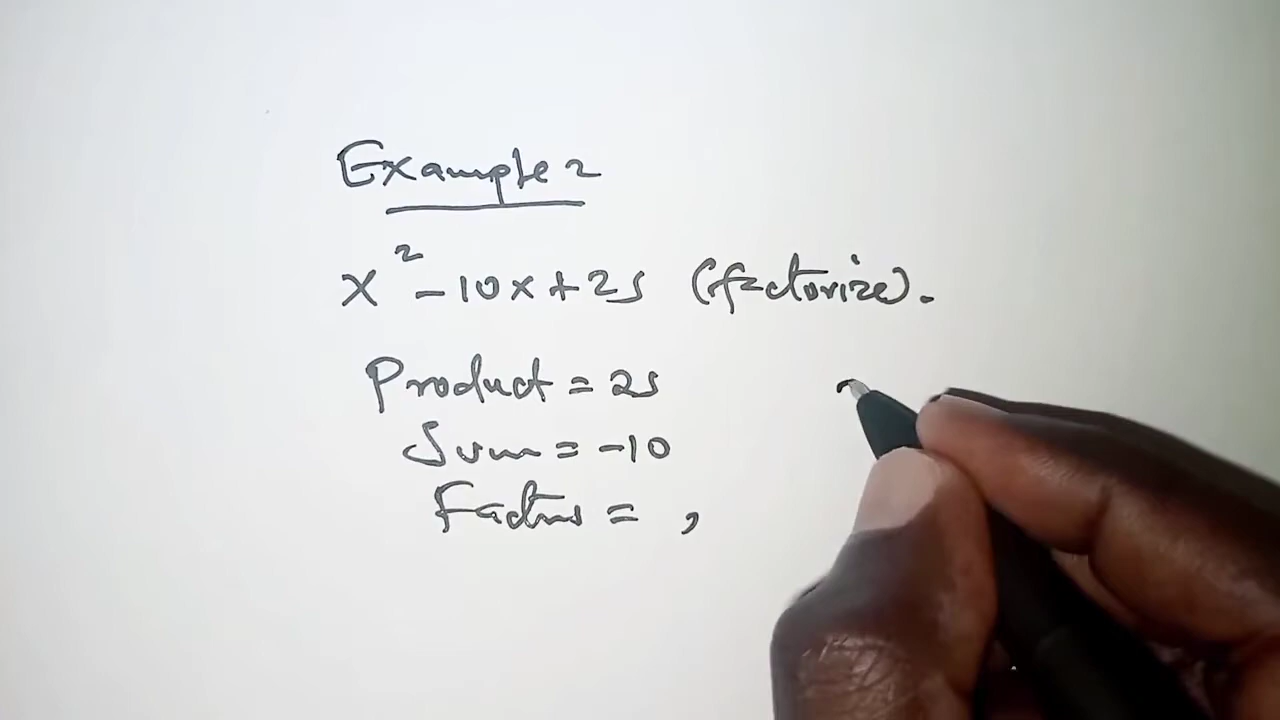 Example 2
x² - 10x + 25 (factorize).
Product = 25
Sum = -10
Factors = ,